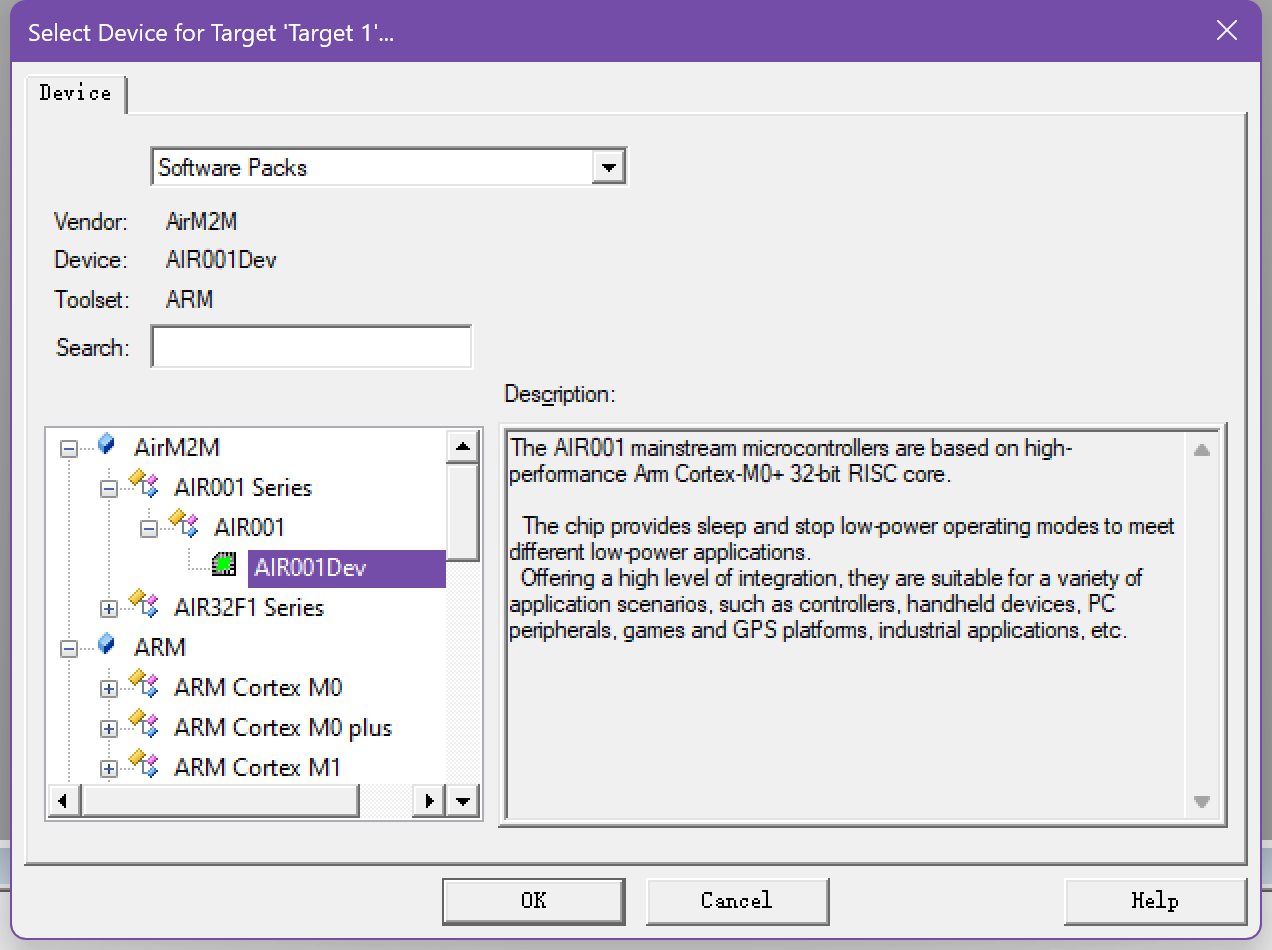 Select Device for Target 'Target 1'...
Device
Software Packs
Vendor: AirM2M
Device: AIR001Dev
Toolset: ARM
Search:
Description:
AirM2M
AIR001 Series
AIR001
AIR001Dev
AIR32F1 Series
ARM
ARM Cortex M0
ARM Cortex M0 plus
ARM Cortex M1
The AIR001 mainstream microcontrollers are based on high-
performance Arm Cortex-M0+ 32-bit RISC core.
The chip provides sleep and stop low-power operating modes to meet
different low-power applications.
Offering a high level of integration, they are suitable for a variety of
application scenarios, such as controllers, handheld devices, PC
peripherals, games and GPS platforms, industrial applications, etc.
OK
Cancel
Help